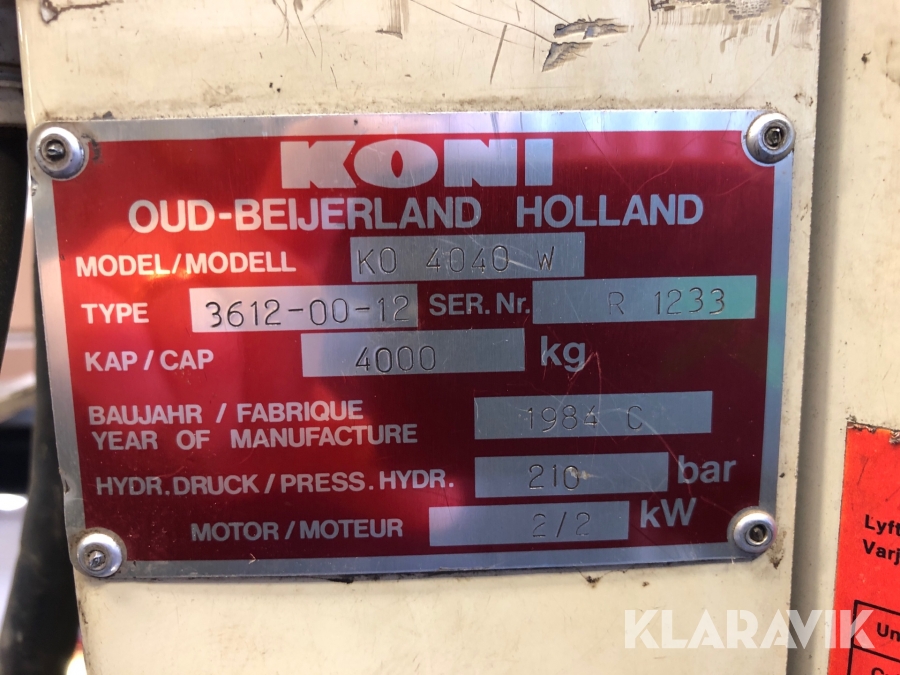 KONI
OUD-BEIJERLAND HOLLAND
MODEL/MODELL KO 4040 W
TYPE 3612-00-12 SER. Nr. R 1233
KAP/CAP 4000 kg
BAUJAHR / FABRIQUE
YEAR OF MANUFACTURE 1984 C
HYDR.DRUCK/PRESS.HYDR. 210 bar
MOTOR/MOTEUR 2/2 kW
Lyft
Varj
Un
KLARAVIK